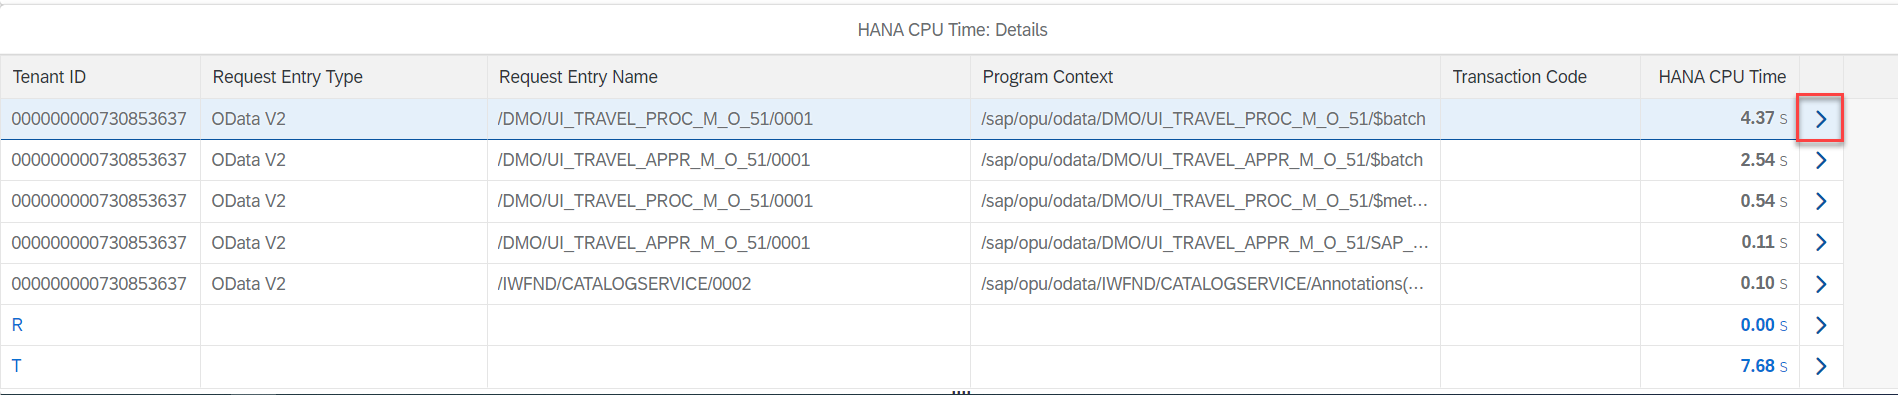 HANA CPU Time: Details
Tenant ID Request Entry Type Request Entry Name Program Context Transaction Code HANA CPU Time
000000000730853637 OData V2 /DMO/UI_TRAVEL_PROC_M_O_51/0001 /sap/opu/odata/DMO/UI_TRAVEL_PROC_M_O_51/$batch 4.37 s
000000000730853637 OData V2 /DMO/UI_TRAVEL_APPR_M_O_51/0001 /sap/opu/odata/DMO/UI_TRAVEL_APPR_M_O_51/$batch 2.54 s
000000000730853637 OData V2 /DMO/UI_TRAVEL_PROC_M_O_51/0001 /sap/opu/odata/DMO/UI_TRAVEL_PROC_M_O_51/$met... 0.54 s
000000000730853637 OData V2 /DMO/UI_TRAVEL_APPR_M_O_51/0001 /sap/opu/odata/DMO/UI_TRAVEL_APPR_M_O_51/SAP_... 0.11 s
000000000730853637 OData V2 /IWFND/CATALOGSERVICE/0002 /sap/opu/odata/IWFND/CATALOGSERVICE/Annotations(... 0.10 s
R 0.00 s
T 7.68 s